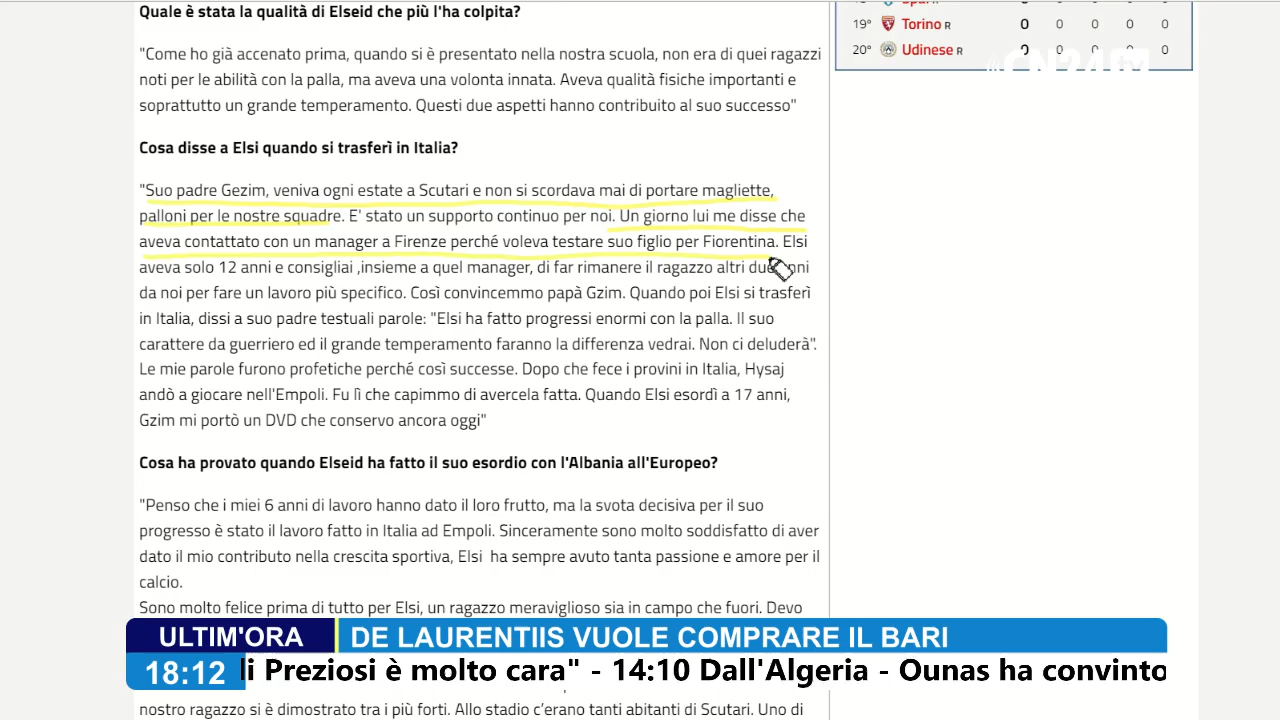 Quale è stata la qualità di Elseid che più l'ha colpita?
"Come ho già accenato prima, quando si è presentato nella nostra scuola, non era di quei ragazzi
noti per le abilità con la palla, ma aveva una volonta innata. Aveva qualità fisiche importanti e
soprattutto un grande temperamento. Questi due aspetti hanno contribuito al suo successo"
Cosa disse a Elsi quando si trasferì in Italia?
"Suo padre Gezim, veniva ogni estate a Scutari e non si scordava mai di portare magliette,
palloni per le nostre squadre. E' stato un supporto continuo per noi. Un giorno lui me disse che
aveva contattato con un manager a Firenze perché voleva testare suo figlio per Fiorentina. Elsi
aveva solo 12 anni e consigliai ,insieme a quel manager, di far rimanere il ragazzo altri due anni
da noi per fare un lavoro più specifico. Così convincemmo papà Gzim. Quando poi Elsi si trasferì
in Italia, dissi a suo padre testuali parole: "Elsi ha fatto progressi enormi con la palla. Il suo
carattere da guerriero ed il grande temperamento faranno la differenza vedrai. Non ci deluderà".
Le mie parole furono profetiche perché così successe. Dopo che fece i provini in Italia, Hysaj
andò a giocare nell'Empoli. Fu lì che capimmo di avercela fatta. Quando Elsi esordì a 17 anni,
Gzim mi portò un DVD che conservo ancora oggi"
Cosa ha provato quando Elseid ha fatto il suo esordio con l'Albania all'Europeo?
"Penso che i miei 6 anni di lavoro hanno dato il loro frutto, ma la svota decisiva per il suo
progresso è stato il lavoro fatto in Italia ad Empoli. Sinceramente sono molto soddisfatto di aver
dato il mio contributo nella crescita sportiva, Elsi ha sempre avuto tanta passione e amore per il
calcio.
Sono molto felice prima di tutto per Elsi, un ragazzo meraviglioso sia in campo che fuori. Devo
nostro ragazzo si è dimostrato tra i più forti. Allo stadio c'erano tanti abitanti di Scutari. Uno di
19° Torino R 0 0 0 0 0
20° Udinese R 0 0 0 0 0
CN24 TV
ULTIM'ORA DE LAURENTIIS VUOLE COMPRARE IL BARI
18:12 di Preziosi è molto cara" - 14:10 Dall'Algeria - Ounas ha convinto